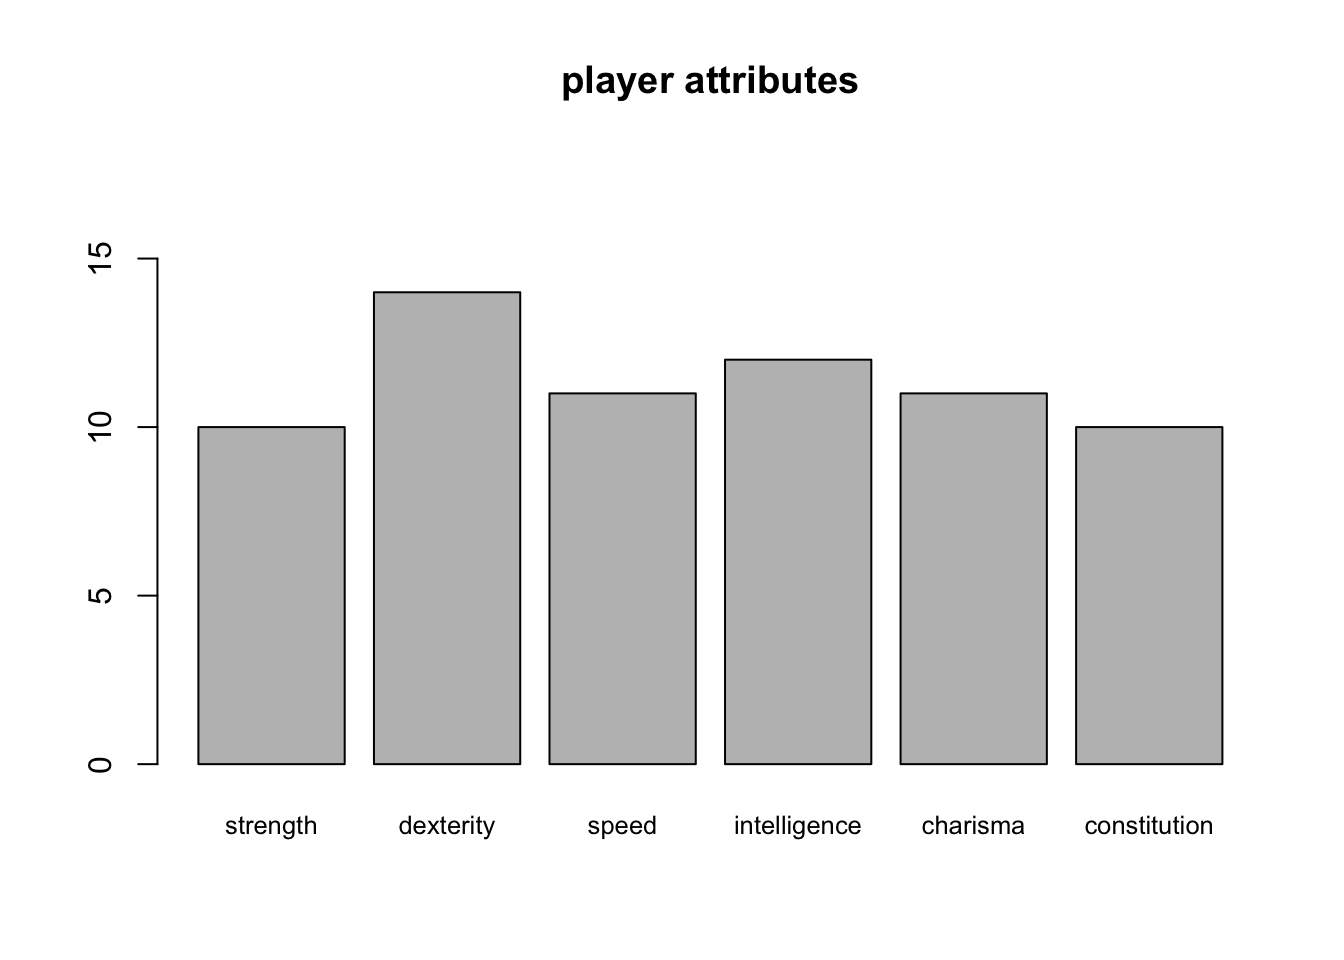 player attributes
15
10
5
0
strength dexterity speed intelligence charisma constitution